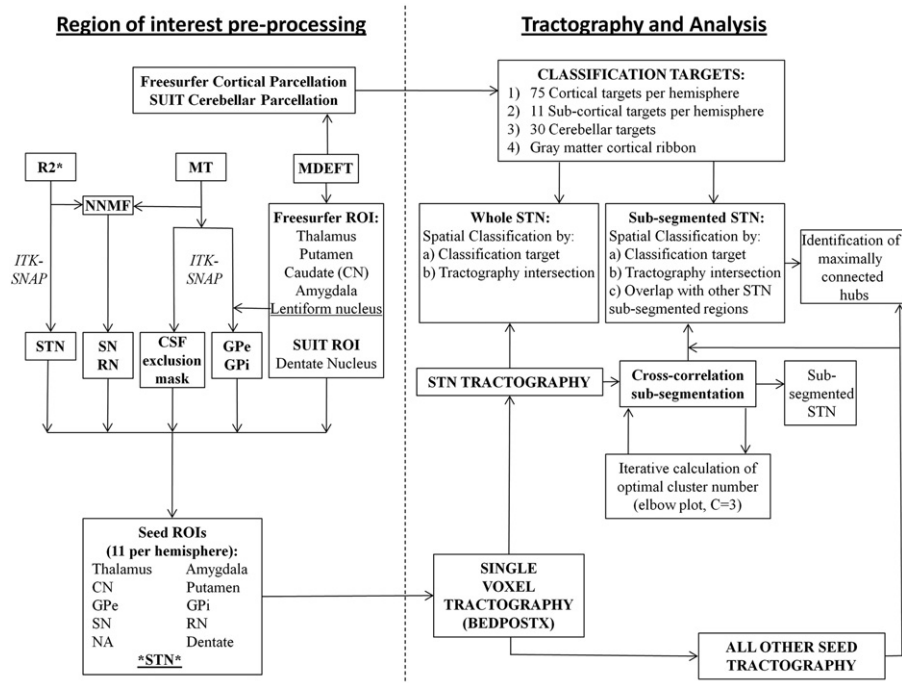 Region of interest pre-processing
Tractography and Analysis
Freesurfer Cortical Parcellation
SUIT Cerebellar Parcellation
CLASSIFICATION TARGETS:
1) 75 Cortical targets per hemisphere
2) 11 Sub-cortical targets per hemisphere
3) 30 Cerebellar targets
4) Gray matter cortical ribbon
R2*
MT
MDEFT
NNMF
ITK-
SNAP
ITK-
SNAP
Freesurfer ROI:
Thalamus
Putamen
Caudate (CN)
Amygdala
Lentiform nucleus
SUIT ROI
Dentate Nucleus
STN
SN
RN
CSF
exclusion
mask
GPe
GPi
Whole STN:
Spatial Classification by:
a) Classification target
b) Tractography intersection
Sub-segmented STN:
Spatial Classification by:
a) Classification target
b) Tractography intersection
c) Overlap with other STN
sub-segmented regions
Identification of
maximally
connected
hubs
STN TRACTOGRAPHY
Cross-correlation
sub-segmentation
Sub-
segmented
STN
Iterative calculation of
optimal cluster number
(elbow plot, C=3)
Seed ROIs
(11 per hemisphere):
Thalamus Amygdala
CN Putamen
GPe GPi
SN RN
NA Dentate
*STN*
SINGLE
VOXEL
TRACTOGRAPHY
(BEDPOSTX)
ALL OTHER SEED
TRACTOGRAPHY